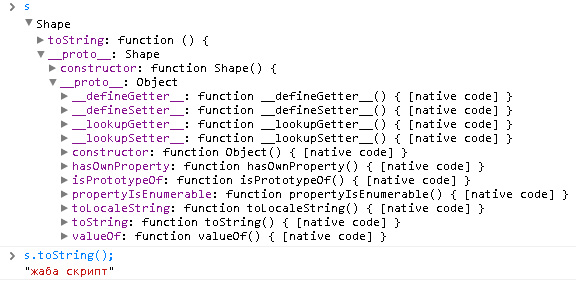 > s
▼ Shape
▶ toString: function () {
▼ __proto__: Shape
▶ constructor: function Shape() {
▼ __proto__: Object
▶ __defineGetter__: function __defineGetter__() { [native code] }
▶ __defineSetter__: function __defineSetter__() { [native code] }
▶ __lookupGetter__: function __lookupGetter__() { [native code] }
▶ __lookupSetter__: function __lookupSetter__() { [native code] }
▶ constructor: function Object() { [native code] }
▶ hasOwnProperty: function hasOwnProperty() { [native code] }
▶ isPrototypeOf: function isPrototypeOf() { [native code] }
▶ propertyIsEnumerable: function propertyIsEnumerable() { [native code] }
▶ toLocaleString: function toLocaleString() { [native code] }
▶ toString: function toString() { [native code] }
▶ valueOf: function valueOf() { [native code] }
> s.toString();
"жаба скрипт"